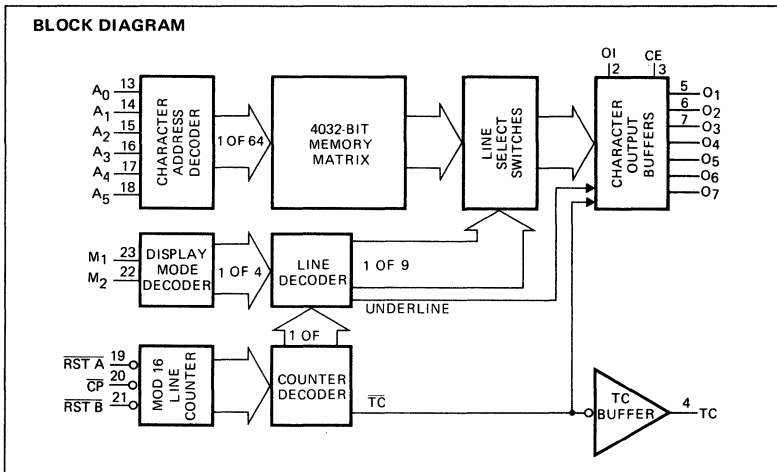 BLOCK DIAGRAM
OI
2
CE
3
A0 13
A1 14
A2 15
A3 16
A4 17
A5 18
CHARACTER
ADDRESS
DECODER
1 OF 64
4032-BIT
MEMORY
MATRIX
LINE
SELECT
SWITCHES
CHARACTER
OUTPUT
BUFFERS
5 O1
6 O2
7 O3
O4
O5
O6
O7
M1 23
M2 22
DISPLAY
MODE
DECODER
1 OF 4
LINE
DECODER
1 OF 9
UNDERLINE
1 OF
RST A 19
CP 20
RST B 21
MOD 16
LINE
COUNTER
COUNTER
DECODER
TC
TC
BUFFER
4 TC